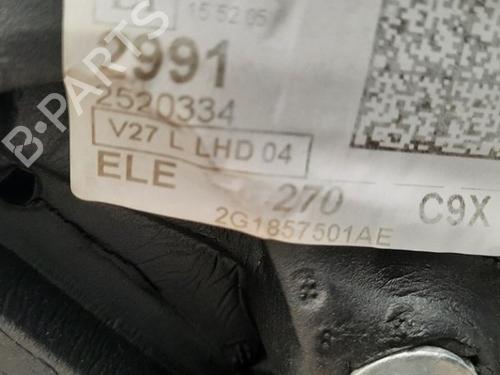 15:52:05
2991
2520334
V27 L LHD 04
ELE
270
C9X
2G1857501AE
B-PARTS